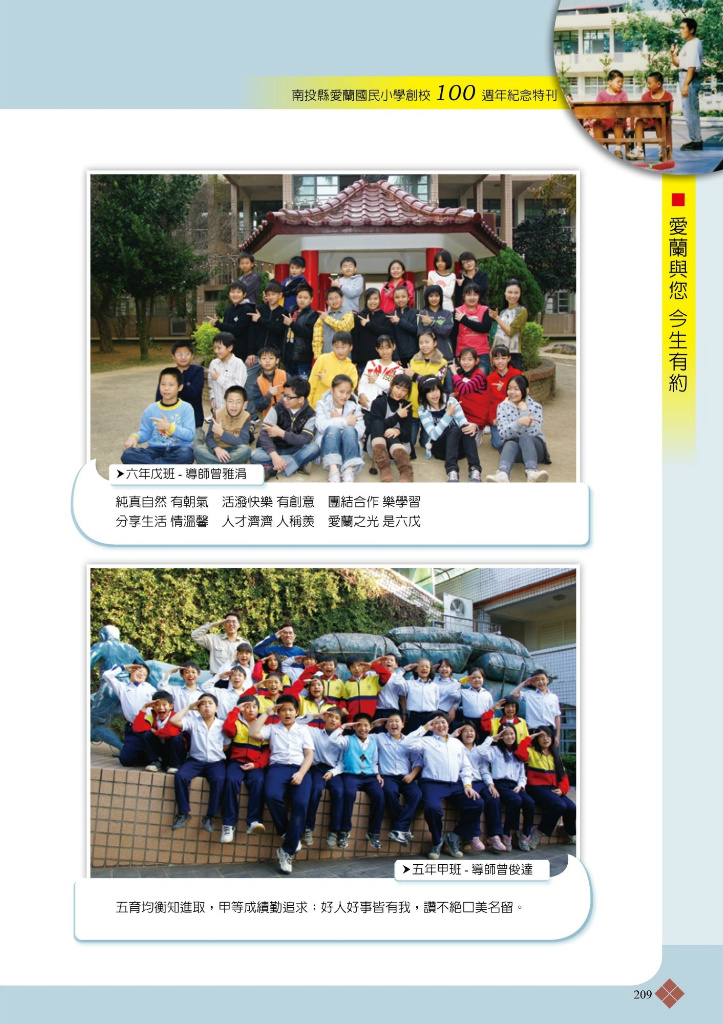 南投縣愛蘭國民小學創校 100 週年紀念特刊
■ 愛蘭與您 今生有約
➤六年戊班 - 導師曾雅涓
純真自然 有朝氣 活潑快樂 有創意 團結合作 樂學習
分享生活 情溫馨 人才濟濟 人稱羨 愛蘭之光 是六戊
➤五年甲班 - 導師曾俊達
五育均衡知進取，甲等成績勤追求；好人好事皆有我，讚不絕口美名留。
209